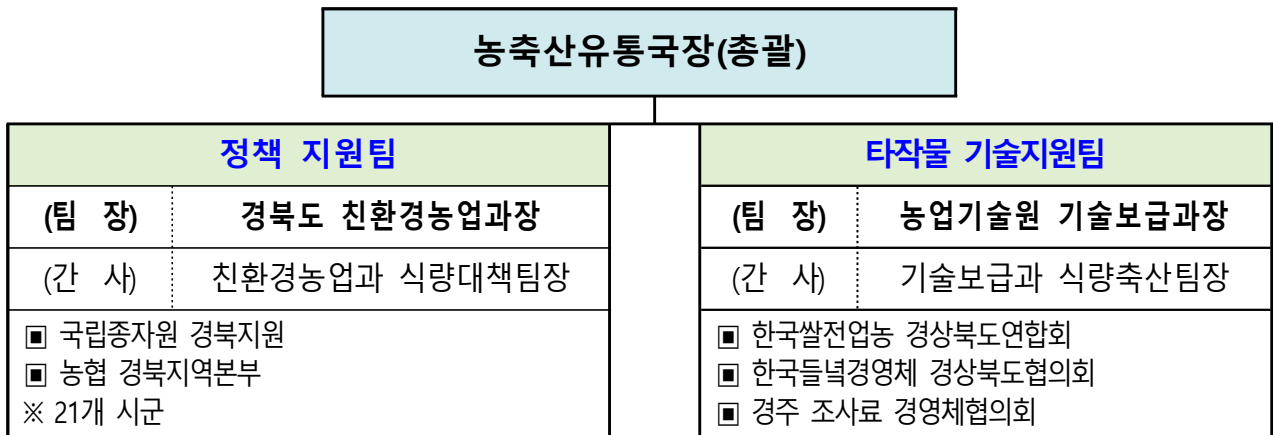 농축산유통국장(총괄)
정책 지원팀
(팀 장) 경북도 친환경농업과장
(간 사) 친환경농업과 식량대책팀장
▣ 국립종자원 경북지원
▣ 농협 경북지역본부
※ 21개 시군
타작물 기술지원팀
(팀 장) 농업기술원 기술보급과장
(간 사) 기술보급과 식량축산팀장
▣ 한국쌀전업농 경상북도연합회
▣ 한국들녘경영체 경상북도협의회
▣ 경주 조사료 경영체협의회